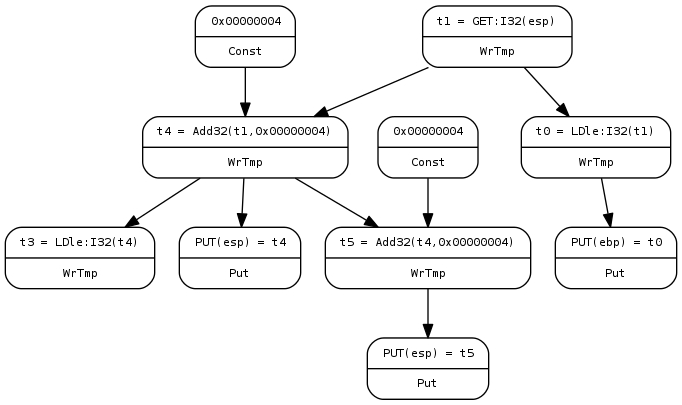 0x00000004
Const
t1 = GET:I32(esp)
WrTmp
t4 = Add32(t1,0x00000004)
WrTmp
0x00000004
Const
t0 = LDle:I32(t1)
WrTmp
t3 = LDle:I32(t4)
WrTmp
PUT(esp) = t4
Put
t5 = Add32(t4,0x00000004)
WrTmp
PUT(ebp) = t0
Put
PUT(esp) = t5
Put